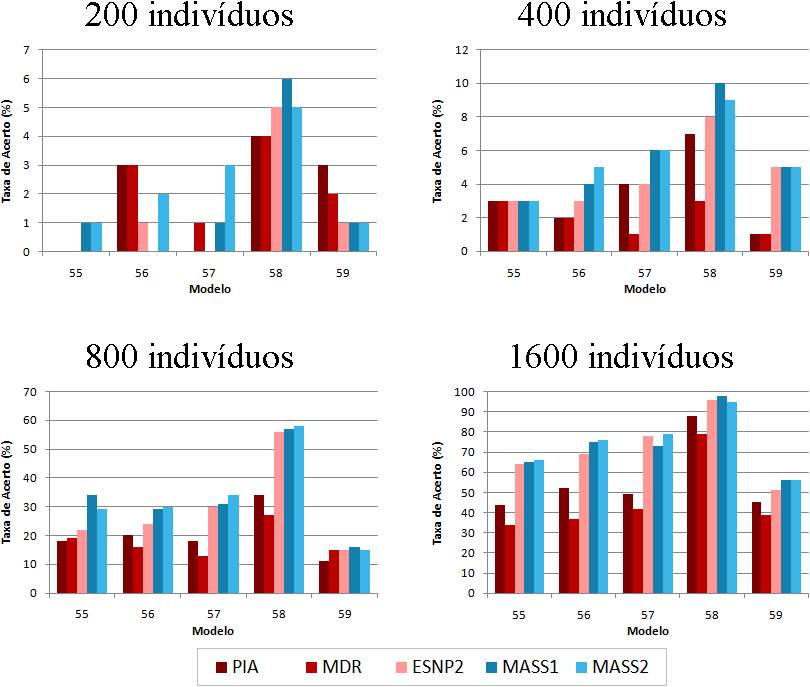 200 indivíduos
400 indivíduos
7
6
5
4
3
2
1
0
Taxa de Acerto (%)
55 56 57 58 59
Modelo
12
10
8
6
4
2
0
Taxa de Acerto (%)
55 56 57 58 59
Modelo
800 indivíduos
1600 indivíduos
70
60
50
40
30
20
10
0
Taxa de Acerto (%)
55 56 57 58 59
Modelo
100
90
80
70
60
50
40
30
20
10
0
Taxa de Acerto (%)
55 56 57 58 59
Modelo
PIA MDR ESNP2 MASS1 MASS2